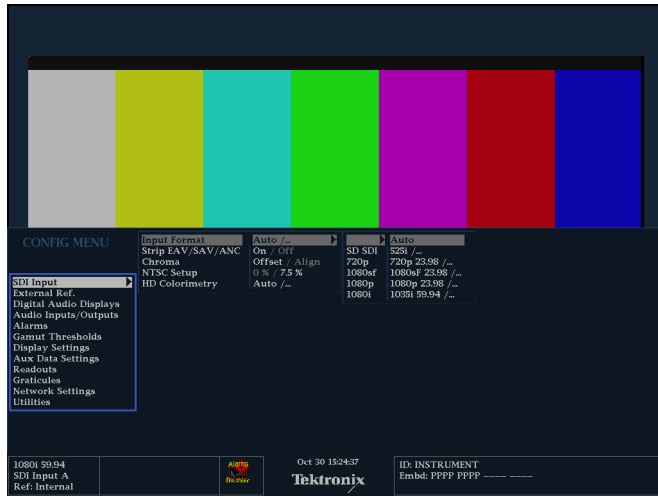 CONFIG MENU
SDI Input
External Ref.
Digital Audio Displays
Audio Inputs/Outputs
Alarms
Gamut Thresholds
Display Settings
Aux Data Settings
Readouts
Graticules
Network Settings
Utilities
Input Format Auto /...
Strip EAV/SAV/ANC On / Off
Chroma Offset / Align
NTSC Setup 0 % / 7.5 %
HD Colorimetry Auto /...
Auto
SD SDI 525i /...
720p 720p 23.98 /...
1080sf 1080sF 23.98 /...
1080p 1080p 23.98 /...
1080i 1035i 59.94 /...
1080i 59.94
SDI Input A
Ref: Internal
Alarms
Disabled
Oct 30 15:24:37
Tektronix
ID: INSTRUMENT
Embd: PPPP PPPP ---- ----